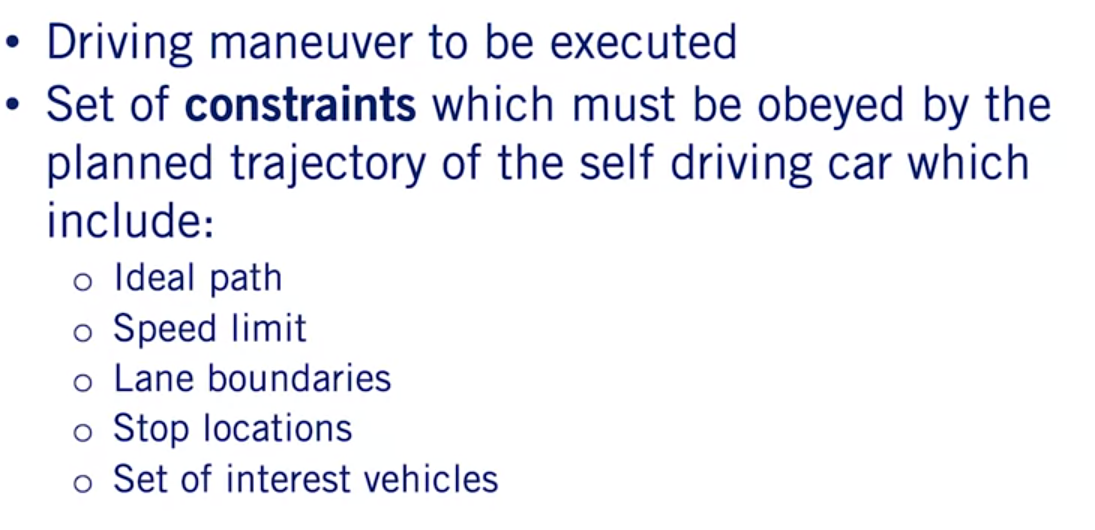 • Driving maneuver to be executed
• Set of constraints which must be obeyed by the
planned trajectory of the self driving car which
include:
o Ideal path
o Speed limit
o Lane boundaries
o Stop locations
o Set of interest vehicles